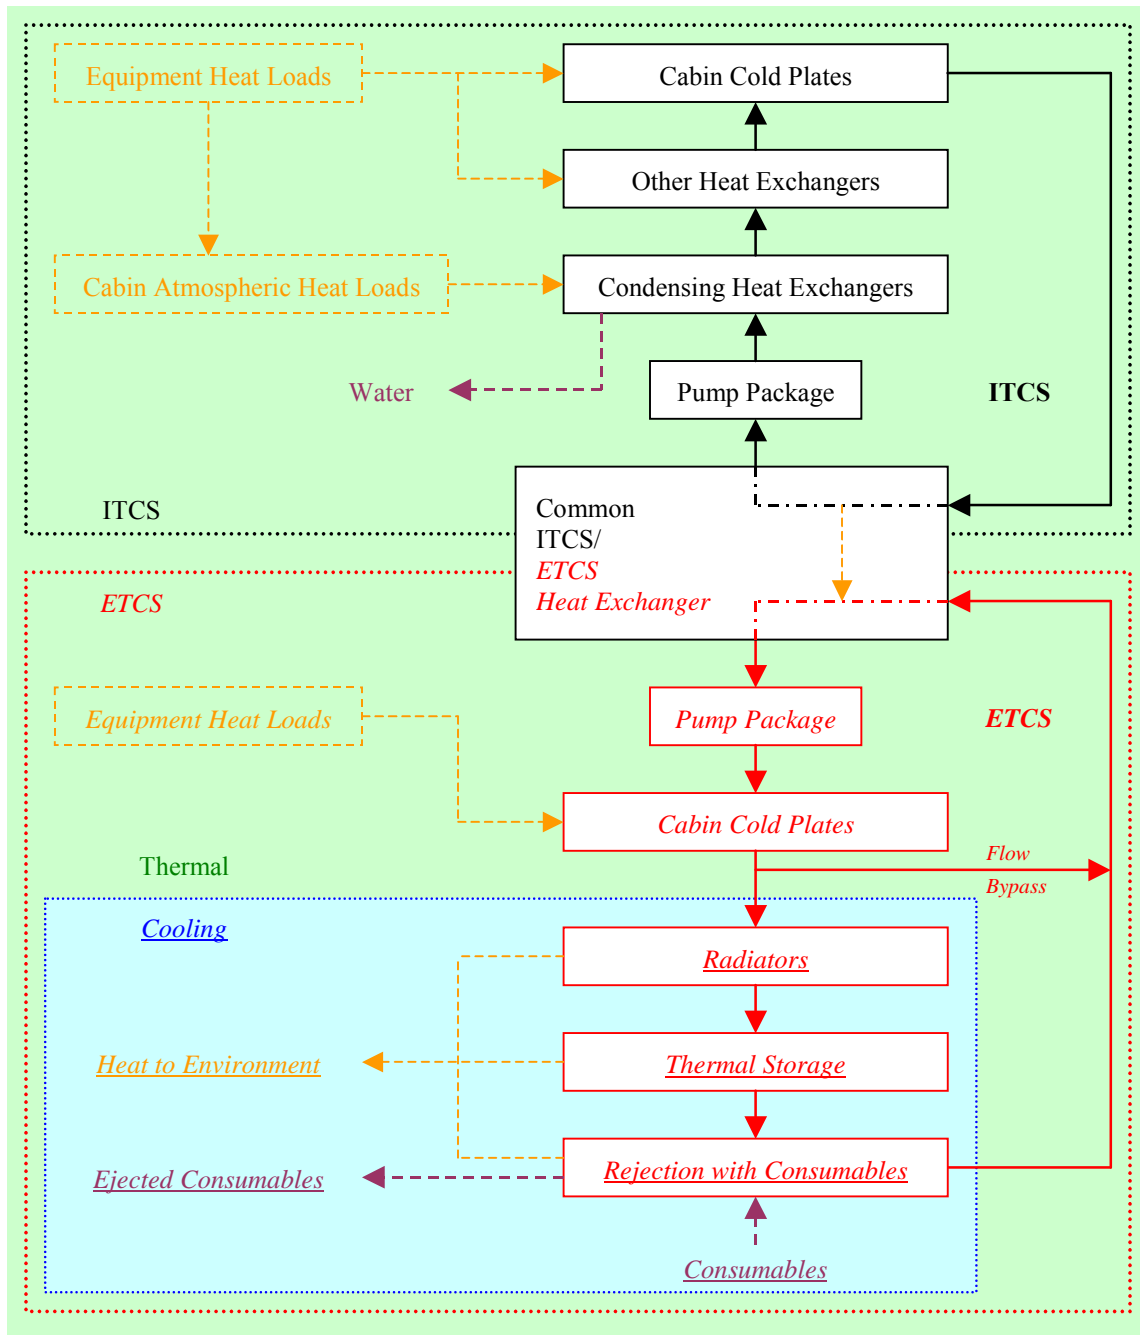 Equipment Heat Loads
Cabin Cold Plates
Other Heat Exchangers
Cabin Atmospheric Heat Loads
Condensing Heat Exchangers
Water
Pump Package
ITCS
ITCS
Common
ITCS/
ETCS
Heat Exchanger
ETCS
Equipment Heat Loads
Pump Package
ETCS
Cabin Cold Plates
Thermal
Flow
Bypass
Cooling
Radiators
Heat to Environment
Thermal Storage
Ejected Consumables
Rejection with Consumables
Consumables